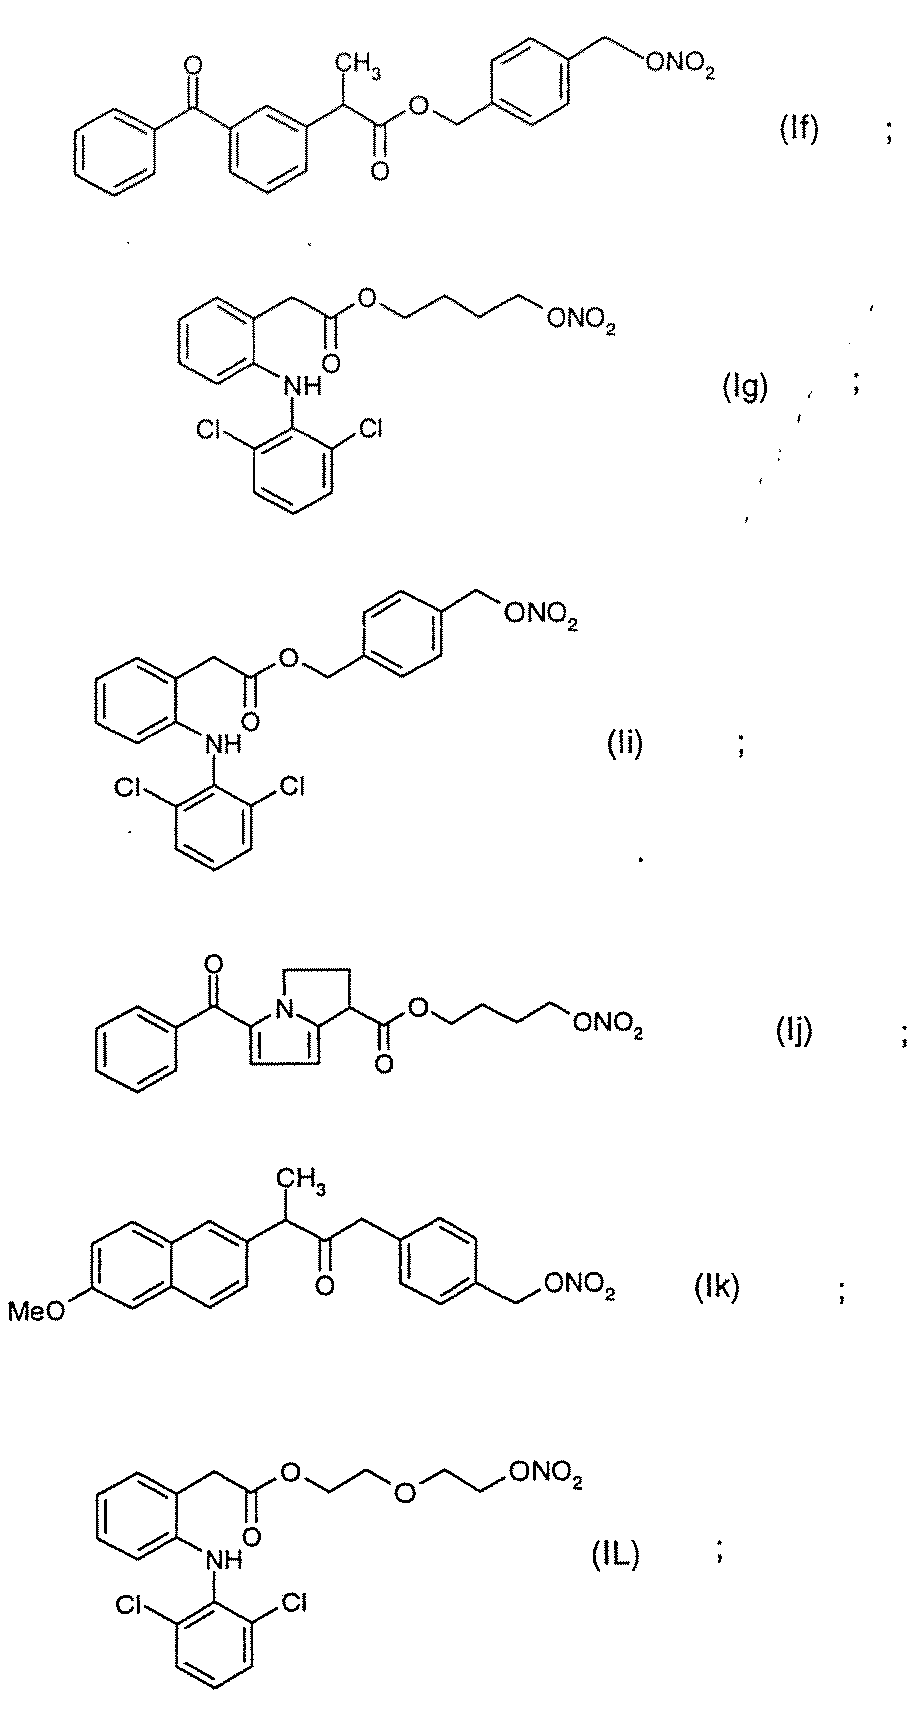 O
CH3
O
O
ONO2
(If) ;
O
O
ONO2
NH
Cl
Cl
(Ig) ;
O
O
ONO2
NH
Cl
Cl
(Ii) ;
O
N
O
O
ONO2
(Ij) ;
CH3
O
MeO
ONO2
(Ik) ;
O
O
O
ONO2
NH
Cl
Cl
(IL) ;